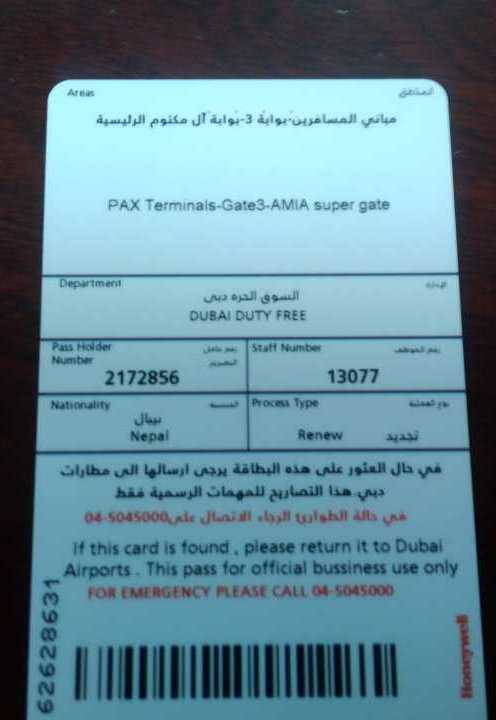 Areas المناطق
مباني المسافرين-بوابة 3-بوابة آل مكتوم الرئيسية
PAX Terminals-Gate3-AMIA super gate
Department الإدارة
السوق الحره دبى
DUBAI DUTY FREE
Pass Holder Number رقم حامل التصريح
2172856
Staff Number رقم الموظف
13077
Nationality الجنسية
نيبال
Nepal
Process Type نوع العملية
Renew تجديد
في حال العثور على هذه البطاقة يرجى ارسالها الى مطارات
دبي.هذا التصاريح للمهمات الرسمية فقط
في حالة الطوارئ الرجاء الاتصال على04-5045000
If this card is found , please return it to Dubai
Airports . This pass for official bussiness use only
FOR EMERGENCY PLEASE CALL 04-5045000
62628631
Honeywell